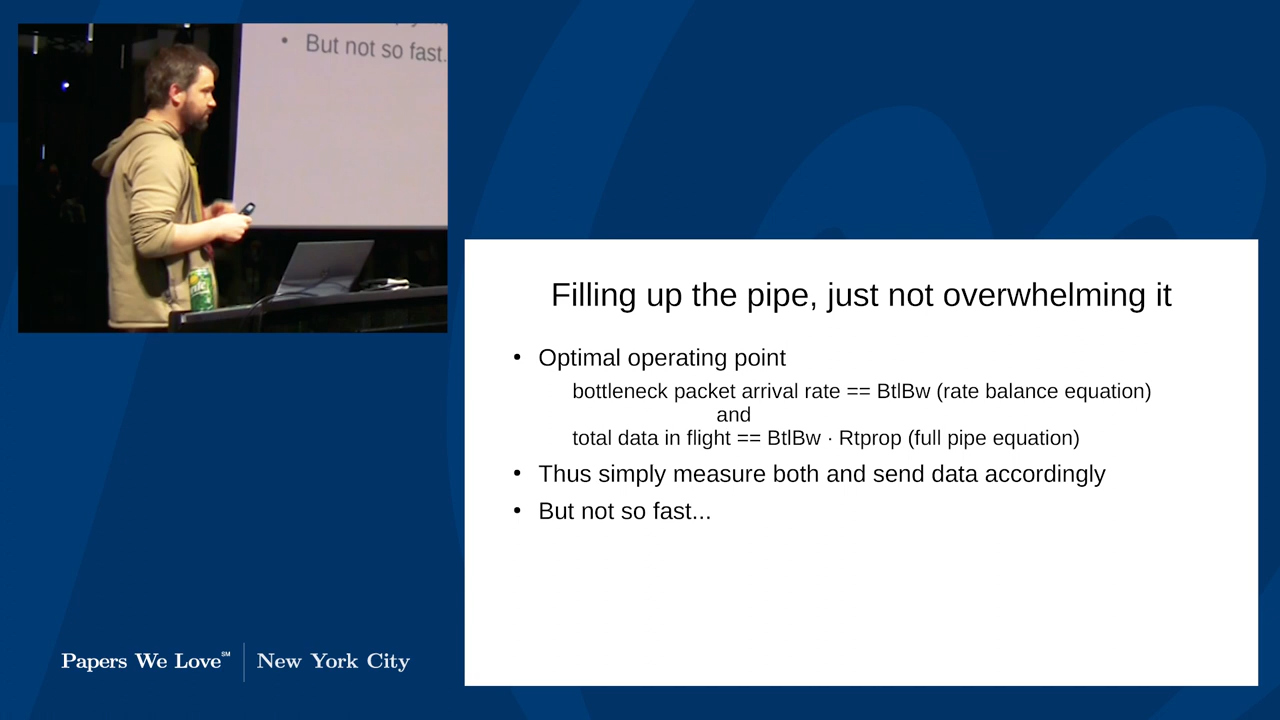 But not so fast.
Filling up the pipe, just not overwhelming it
• Optimal operating point
bottleneck packet arrival rate == BtlBw (rate balance equation)
and
total data in flight == BtlBw · Rtprop (full pipe equation)
• Thus simply measure both and send data accordingly
• But not so fast...
Papers We Love℠ | New York City